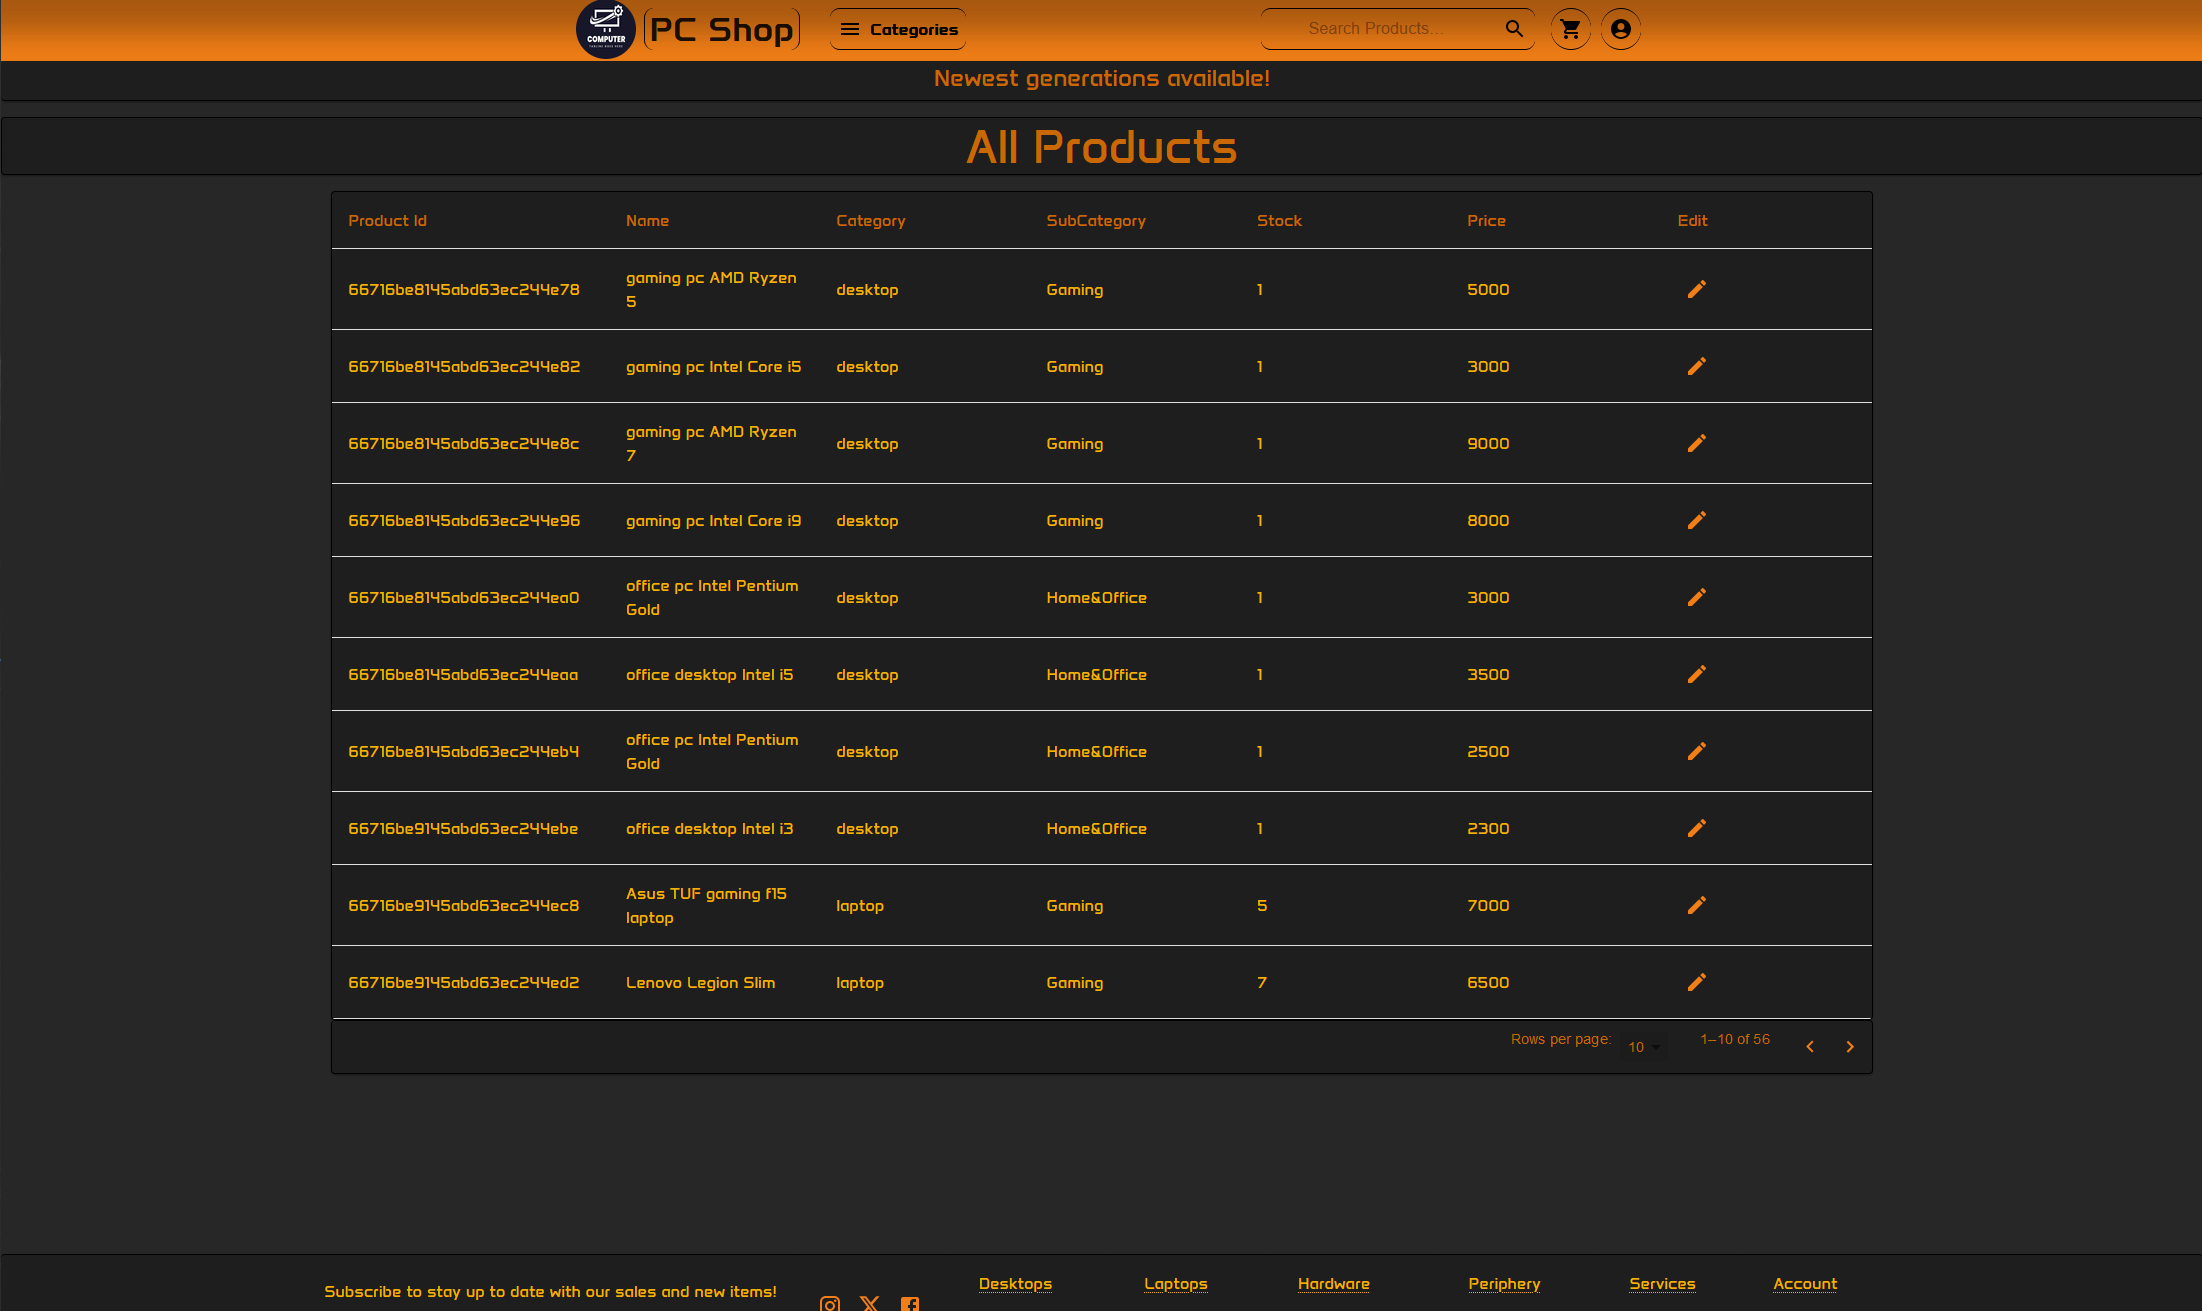 COMPUTER
PC Shop
Categories
Search Products...
Newest generations available!
All Products
Product Id Name Category SubCategory Stock Price Edit
66716be8145abd63ec244e78 gaming pc AMD Ryzen 5 desktop Gaming 1 5000
66716be8145abd63ec244e82 gaming pc Intel Core i5 desktop Gaming 1 3000
66716be8145abd63ec244e8c gaming pc AMD Ryzen 7 desktop Gaming 1 9000
66716be8145abd63ec244e96 gaming pc Intel Core i9 desktop Gaming 1 8000
66716be8145abd63ec244ea0 office pc Intel Pentium Gold desktop Home&Office 1 3000
66716be8145abd63ec244eaa office desktop Intel i5 desktop Home&Office 1 3500
66716be8145abd63ec244eb4 office pc Intel Pentium Gold desktop Home&Office 1 2500
66716be9145abd63ec244ebe office desktop Intel i3 desktop Home&Office 1 2300
66716be9145abd63ec244ec8 Asus TUF gaming f15 laptop laptop Gaming 5 7000
66716be9145abd63ec244ed2 Lenovo Legion Slim laptop Gaming 7 6500
Rows per page: 10 1–10 of 56
Subscribe to stay up to date with our sales and new items!
Desktops Laptops Hardware Periphery Services Account